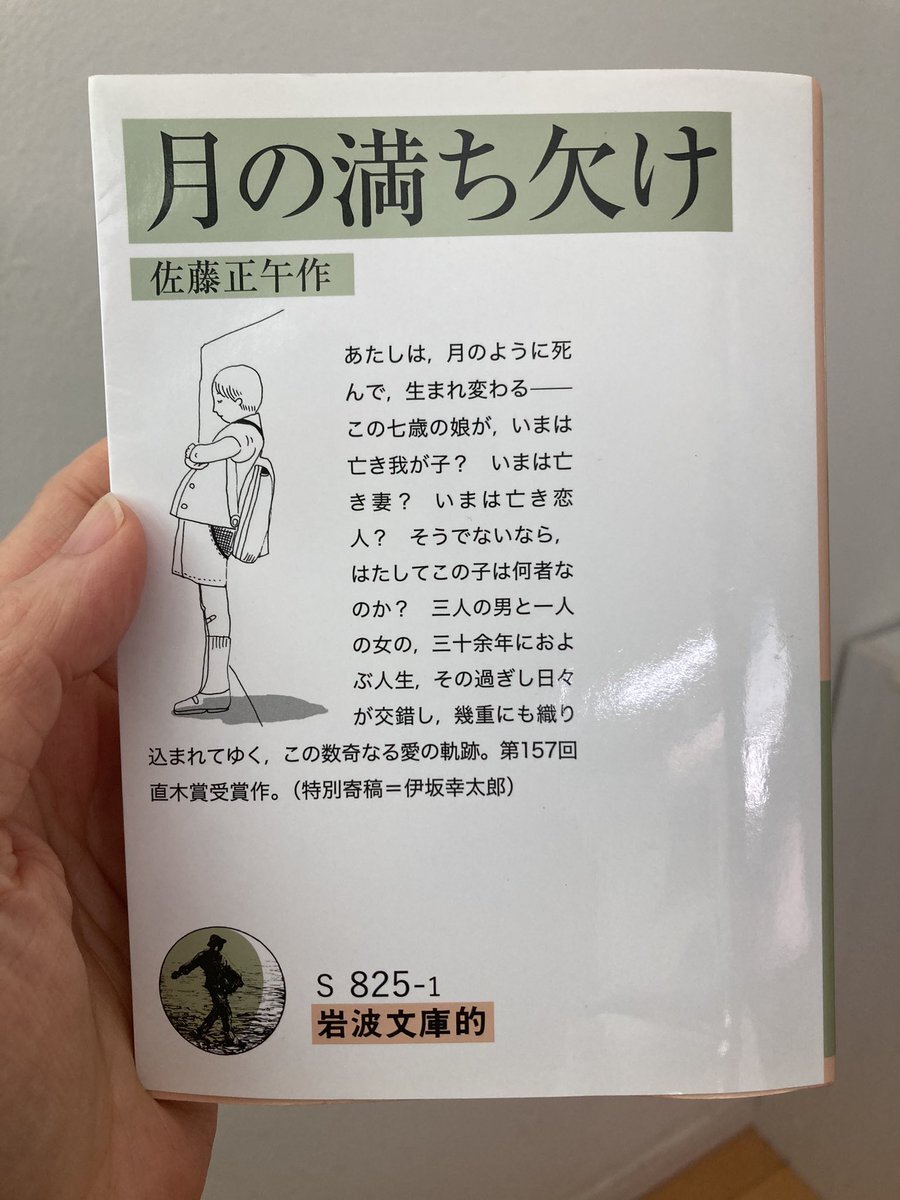 月の満ち欠け
佐藤正午作
あたしは，月のように死
んで，生まれ変わる――
この七歳の娘が，いまは
亡き我が子？　いまは亡
き妻？　いまは亡き恋
人？　そうでないなら，
はたしてこの子は何者な
のか？　三人の男と一人
の女の，三十余年におよ
ぶ人生，その過ぎし日々
が交錯し，幾重にも織り
込まれてゆく，この数奇なる愛の軌跡。第157回
直木賞受賞作。（特別寄稿＝伊坂幸太郎）
S 825-1
岩波文庫的